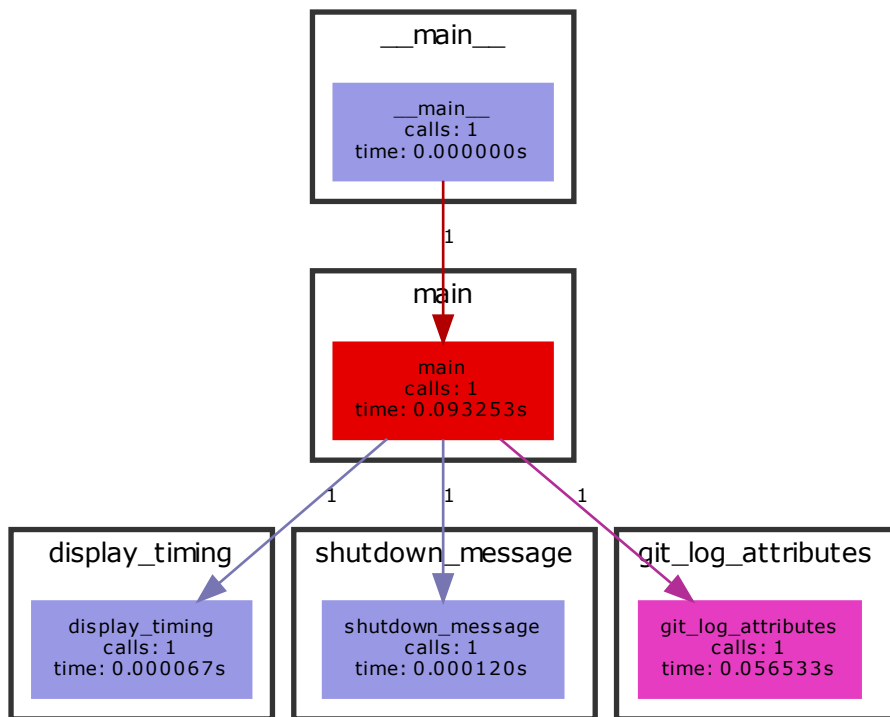 __main__
__main__
calls: 1
time: 0.000000s
1
main
main
calls: 1
time: 0.093253s
1
1
1
display_timing
shutdown_message
git_log_attributes
display_timing
calls: 1
time: 0.000067s
shutdown_message
calls: 1
time: 0.000120s
git_log_attributes
calls: 1
time: 0.056533s